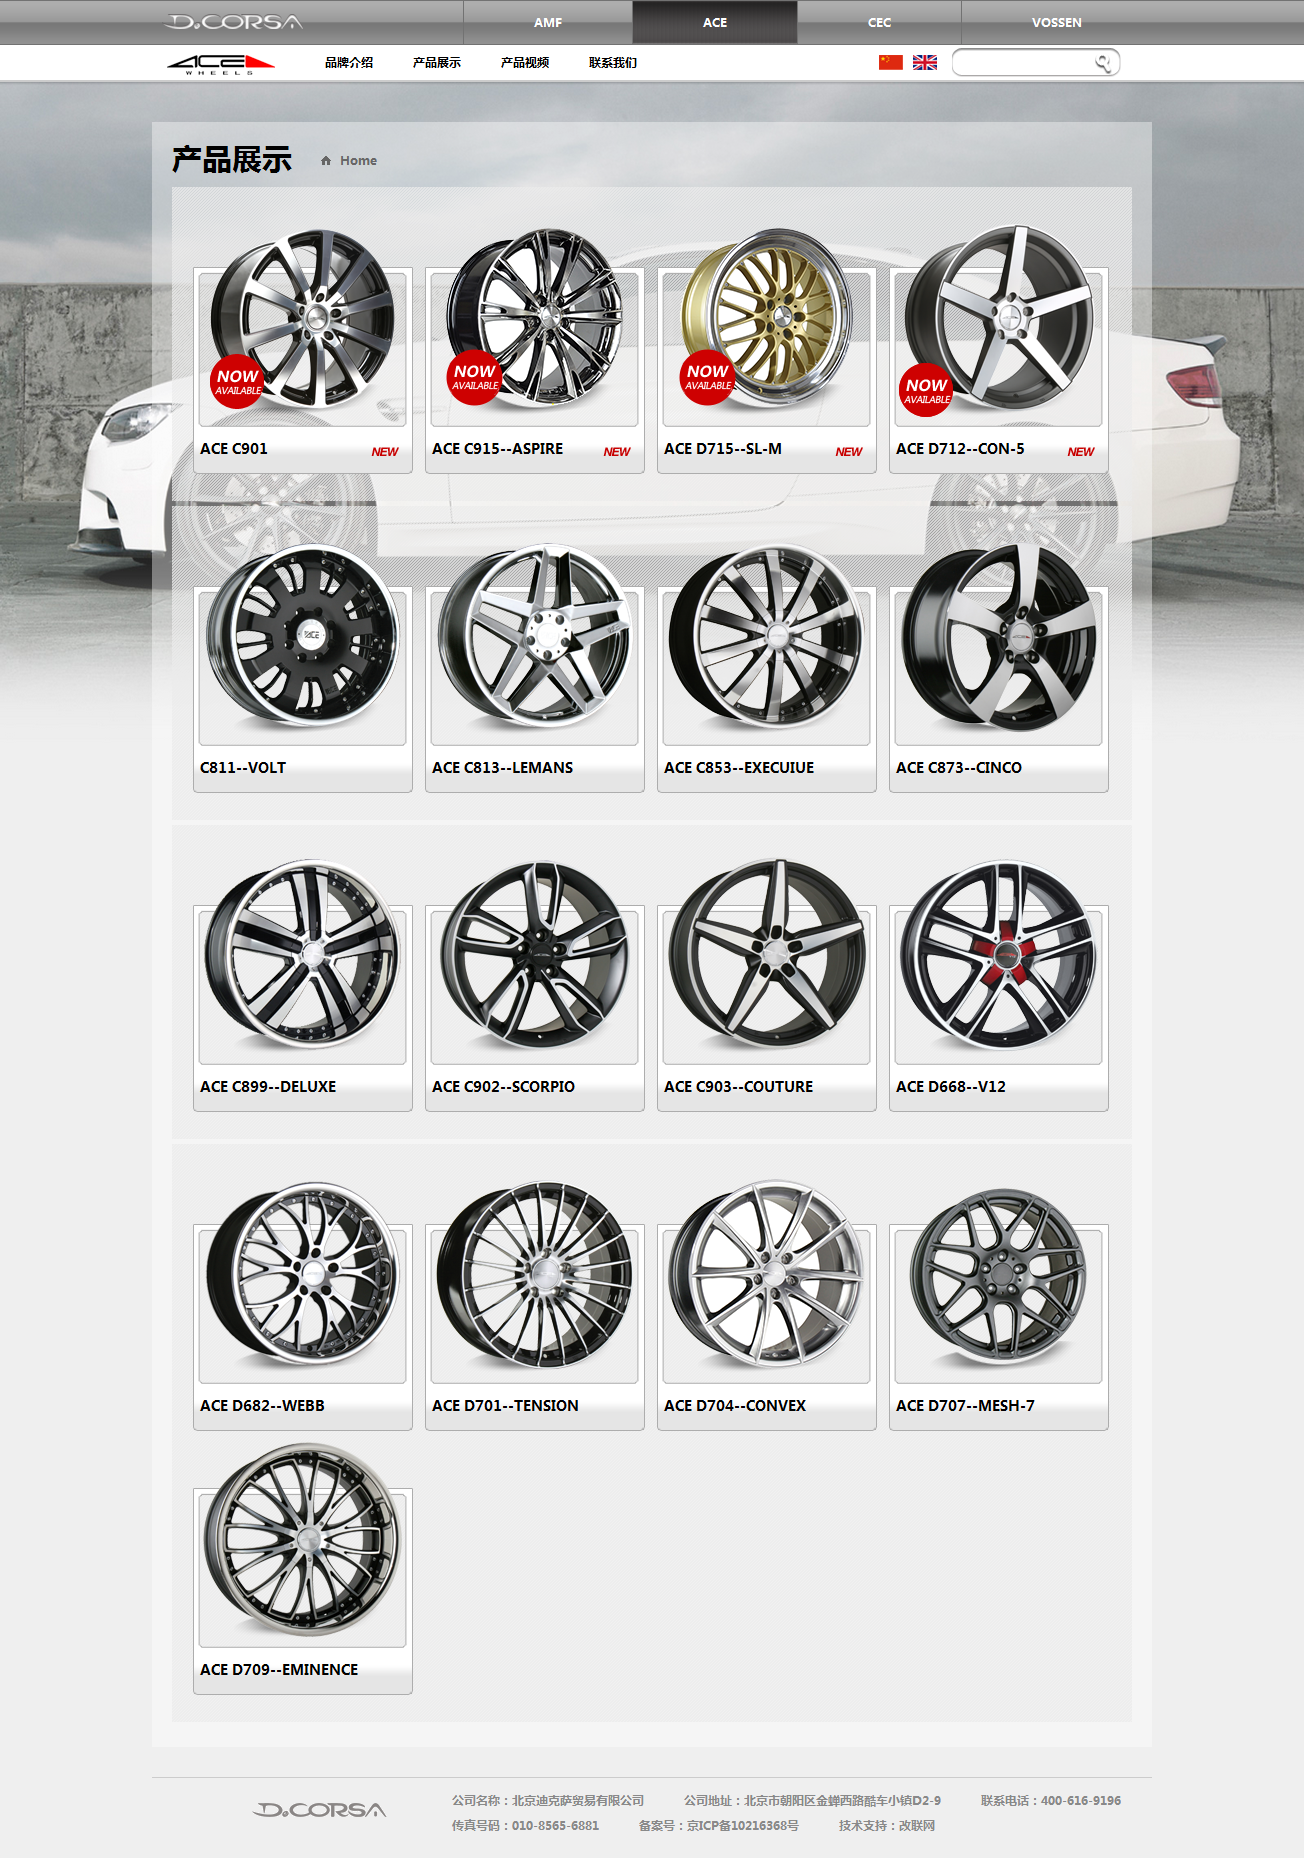 D.CORSA
AMF
ACE
CEC
VOSSEN
ACE
WHEELS
品牌介绍
产品展示
产品视频
联系我们
产品展示
Home
NOW
AVAILABLE
NOW
AVAILABLE
NOW
AVAILABLE
NOW
AVAILABLE
ACE C901
NEW
ACE C915--ASPIRE
NEW
ACE D715--SL-M
NEW
ACE D712--CON-5
NEW
C811--VOLT
ACE C813--LEMANS
ACE C853--EXECUIUE
ACE C873--CINCO
ACE C899--DELUXE
ACE C902--SCORPIO
ACE C903--COUTURE
ACE D668--V12
ACE D682--WEBB
ACE D701--TENSION
ACE D704--CONVEX
ACE D707--MESH-7
ACE D709--EMINENCE
D.CORSA
公司名称：北京迪克萨贸易有限公司 公司地址：北京市朝阳区金蝉西路酷车小镇D2-9 联系电话：400-616-9196
传真号码：010-8565-6881 备案号：京ICP备10216368号 技术支持：改联网